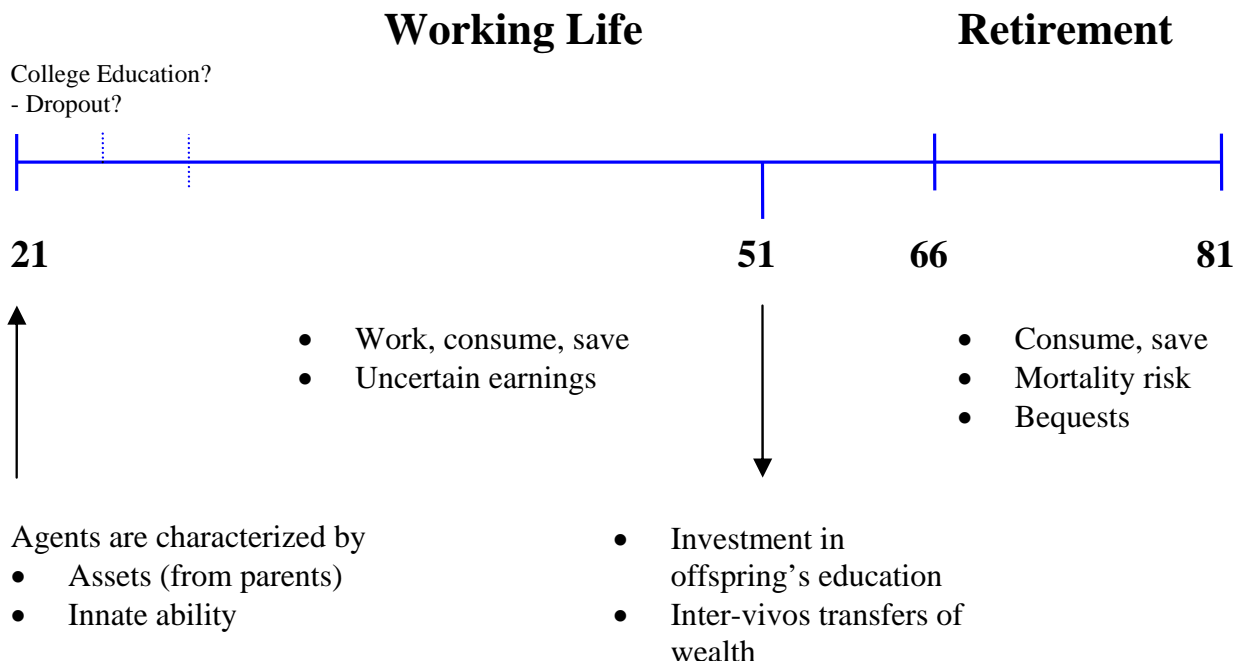 Working Life
Retirement
College Education?
- Dropout?
21
51
66
81
• Work, consume, save
• Uncertain earnings
• Consume, save
• Mortality risk
• Bequests
Agents are characterized by
• Assets (from parents)
• Innate ability
• Investment in
offspring’s education
• Inter-vivos transfers of
wealth